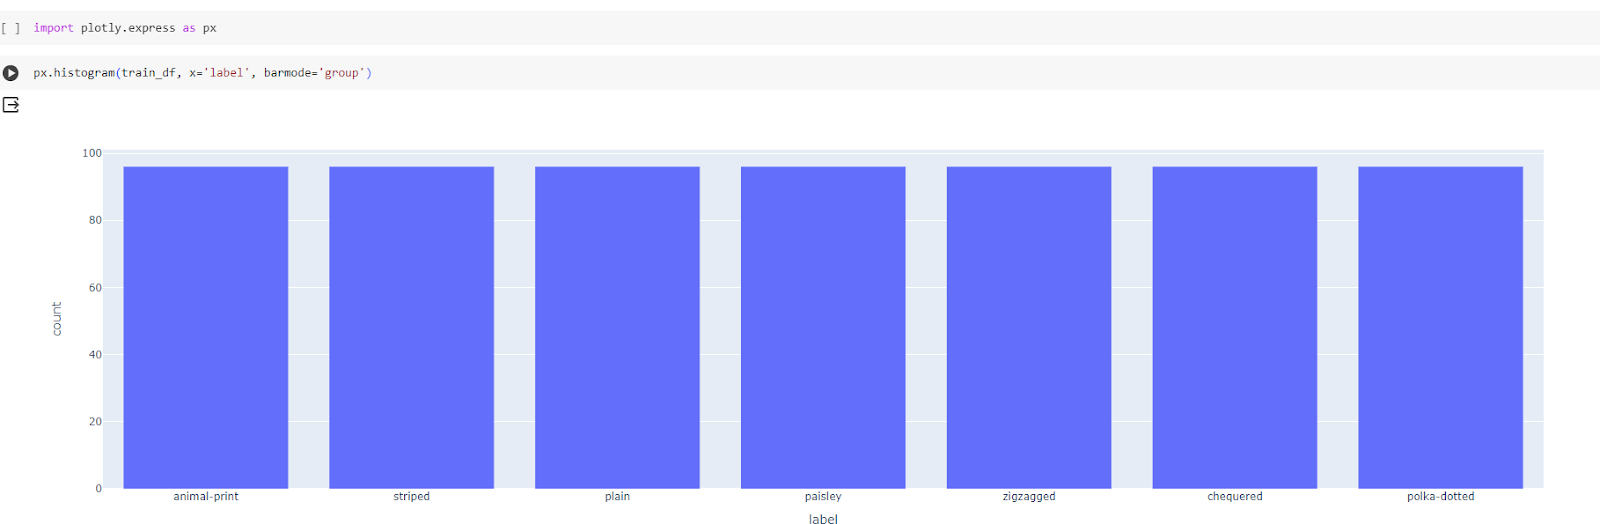 [ ] import plotly.express as px
px.histogram(train_df, x='label', barmode='group')
100
80
60
40
20
0
count
animal-print striped plain paisley zigzagged chequered polka-dotted
label